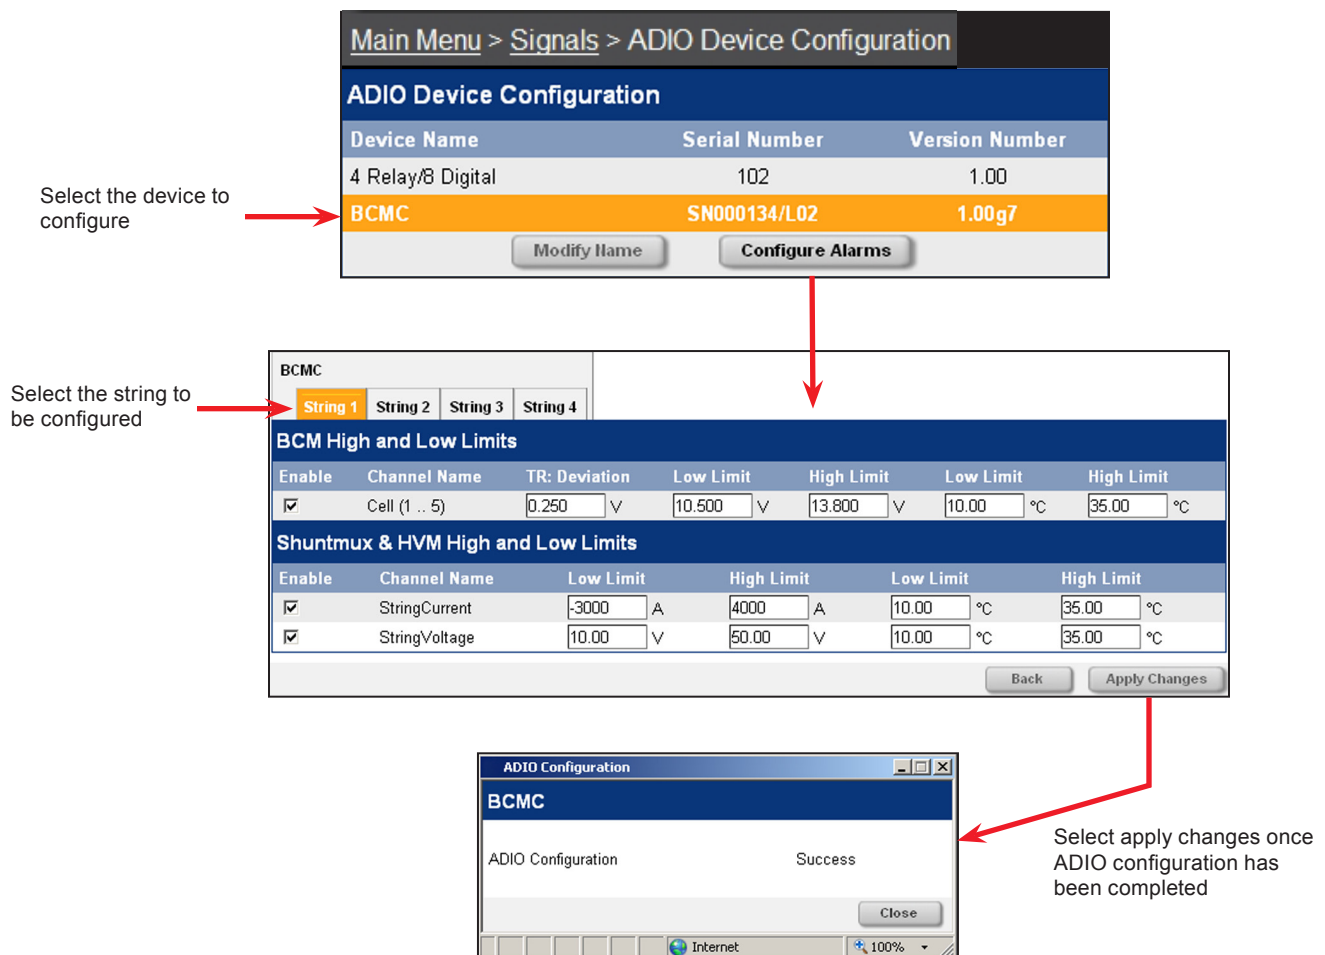 Main Menu > Signals > ADIO Device Configuration
ADIO Device Configuration
Device Name Serial Number Version Number
4 Relay/8 Digital 102 1.00
Select the device to
configure
BCMC SN000134/L02 1.00g7
Modify Name Configure Alarms
BCMC
Select the string to
be configured
String 1 String 2 String 3 String 4
BCM High and Low Limits
Enable Channel Name TR: Deviation Low Limit High Limit Low Limit High Limit
Cell (1 .. 5) 0.250 V 10.500 V 13.800 V 10.00 °C 35.00 °C
Shuntmux & HVM High and Low Limits
Enable Channel Name Low Limit High Limit Low Limit High Limit
StringCurrent -3000 A 4000 A 10.00 °C 35.00 °C
StringVoltage 10.00 V 50.00 V 10.00 °C 35.00 °C
Back Apply Changes
ADIO Configuration
BCMC
ADIO Configuration Success
Close
Internet 100%
Select apply changes once
ADIO configuration has
been completed